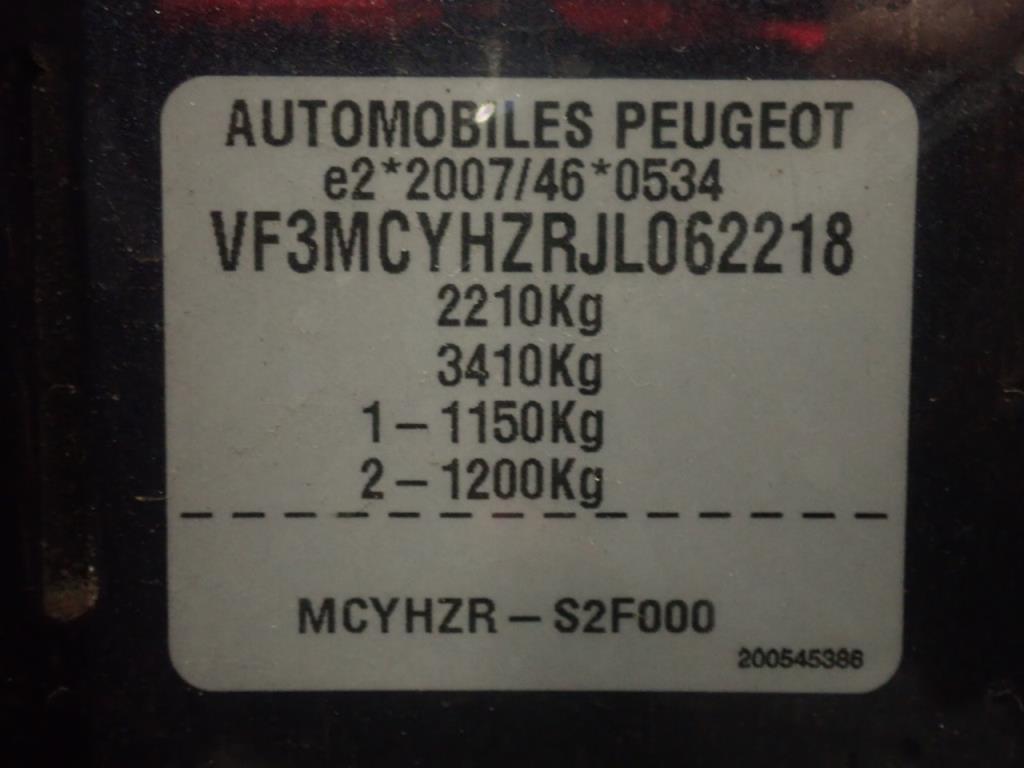 AUTOMOBILES PEUGEOT
e2*2007/46*0534
VF3MCYHZRJL062218
2210Kg
3410Kg
1-1150Kg
2-1200Kg
MCYHZR-S2F000
200545386